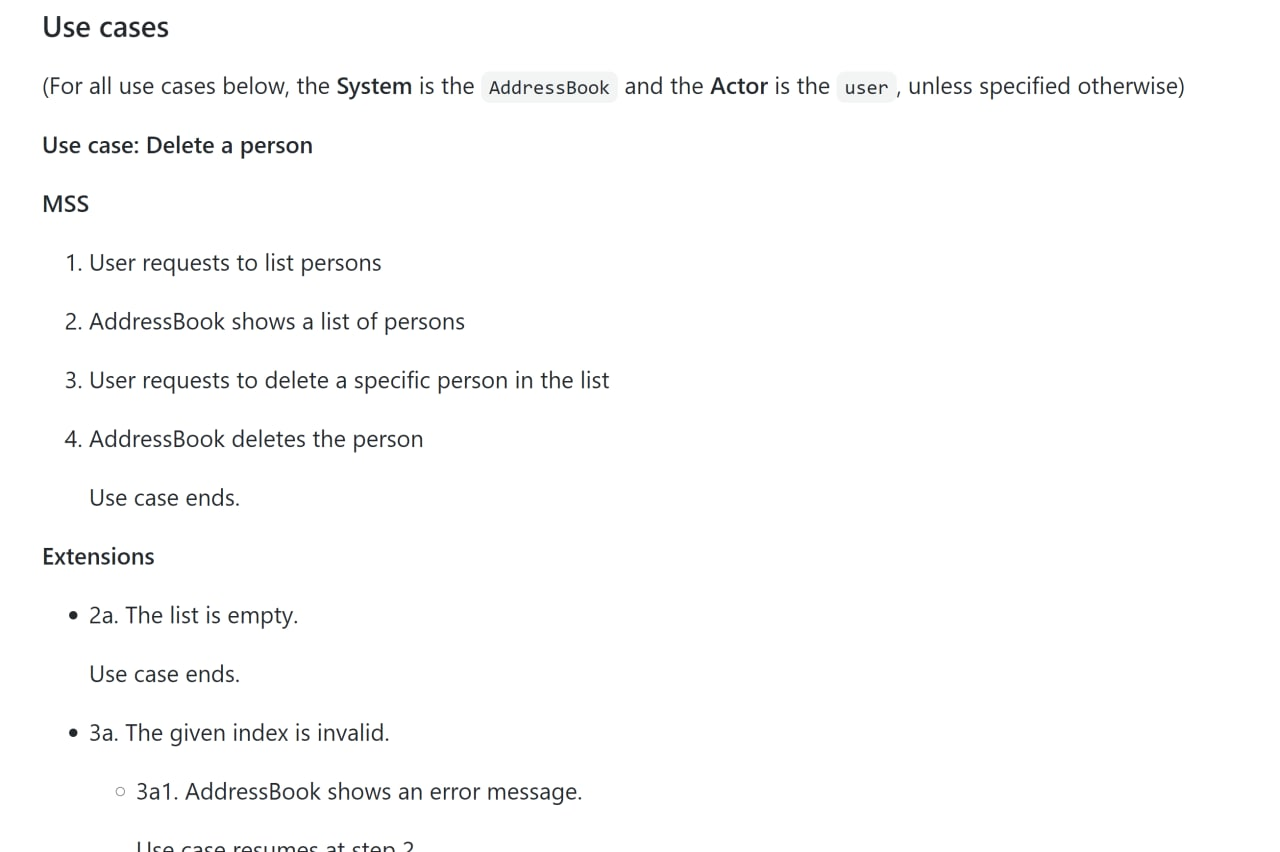 Use cases
(For all use cases below, the System is the AddressBook and the Actor is the user, unless specified otherwise)
Use case: Delete a person
MSS
1. User requests to list persons
2. AddressBook shows a list of persons
3. User requests to delete a specific person in the list
4. AddressBook deletes the person
Use case ends.
Extensions
• 2a. The list is empty.
Use case ends.
• 3a. The given index is invalid.
○ 3a1. AddressBook shows an error message.
Use case resumes at step 2